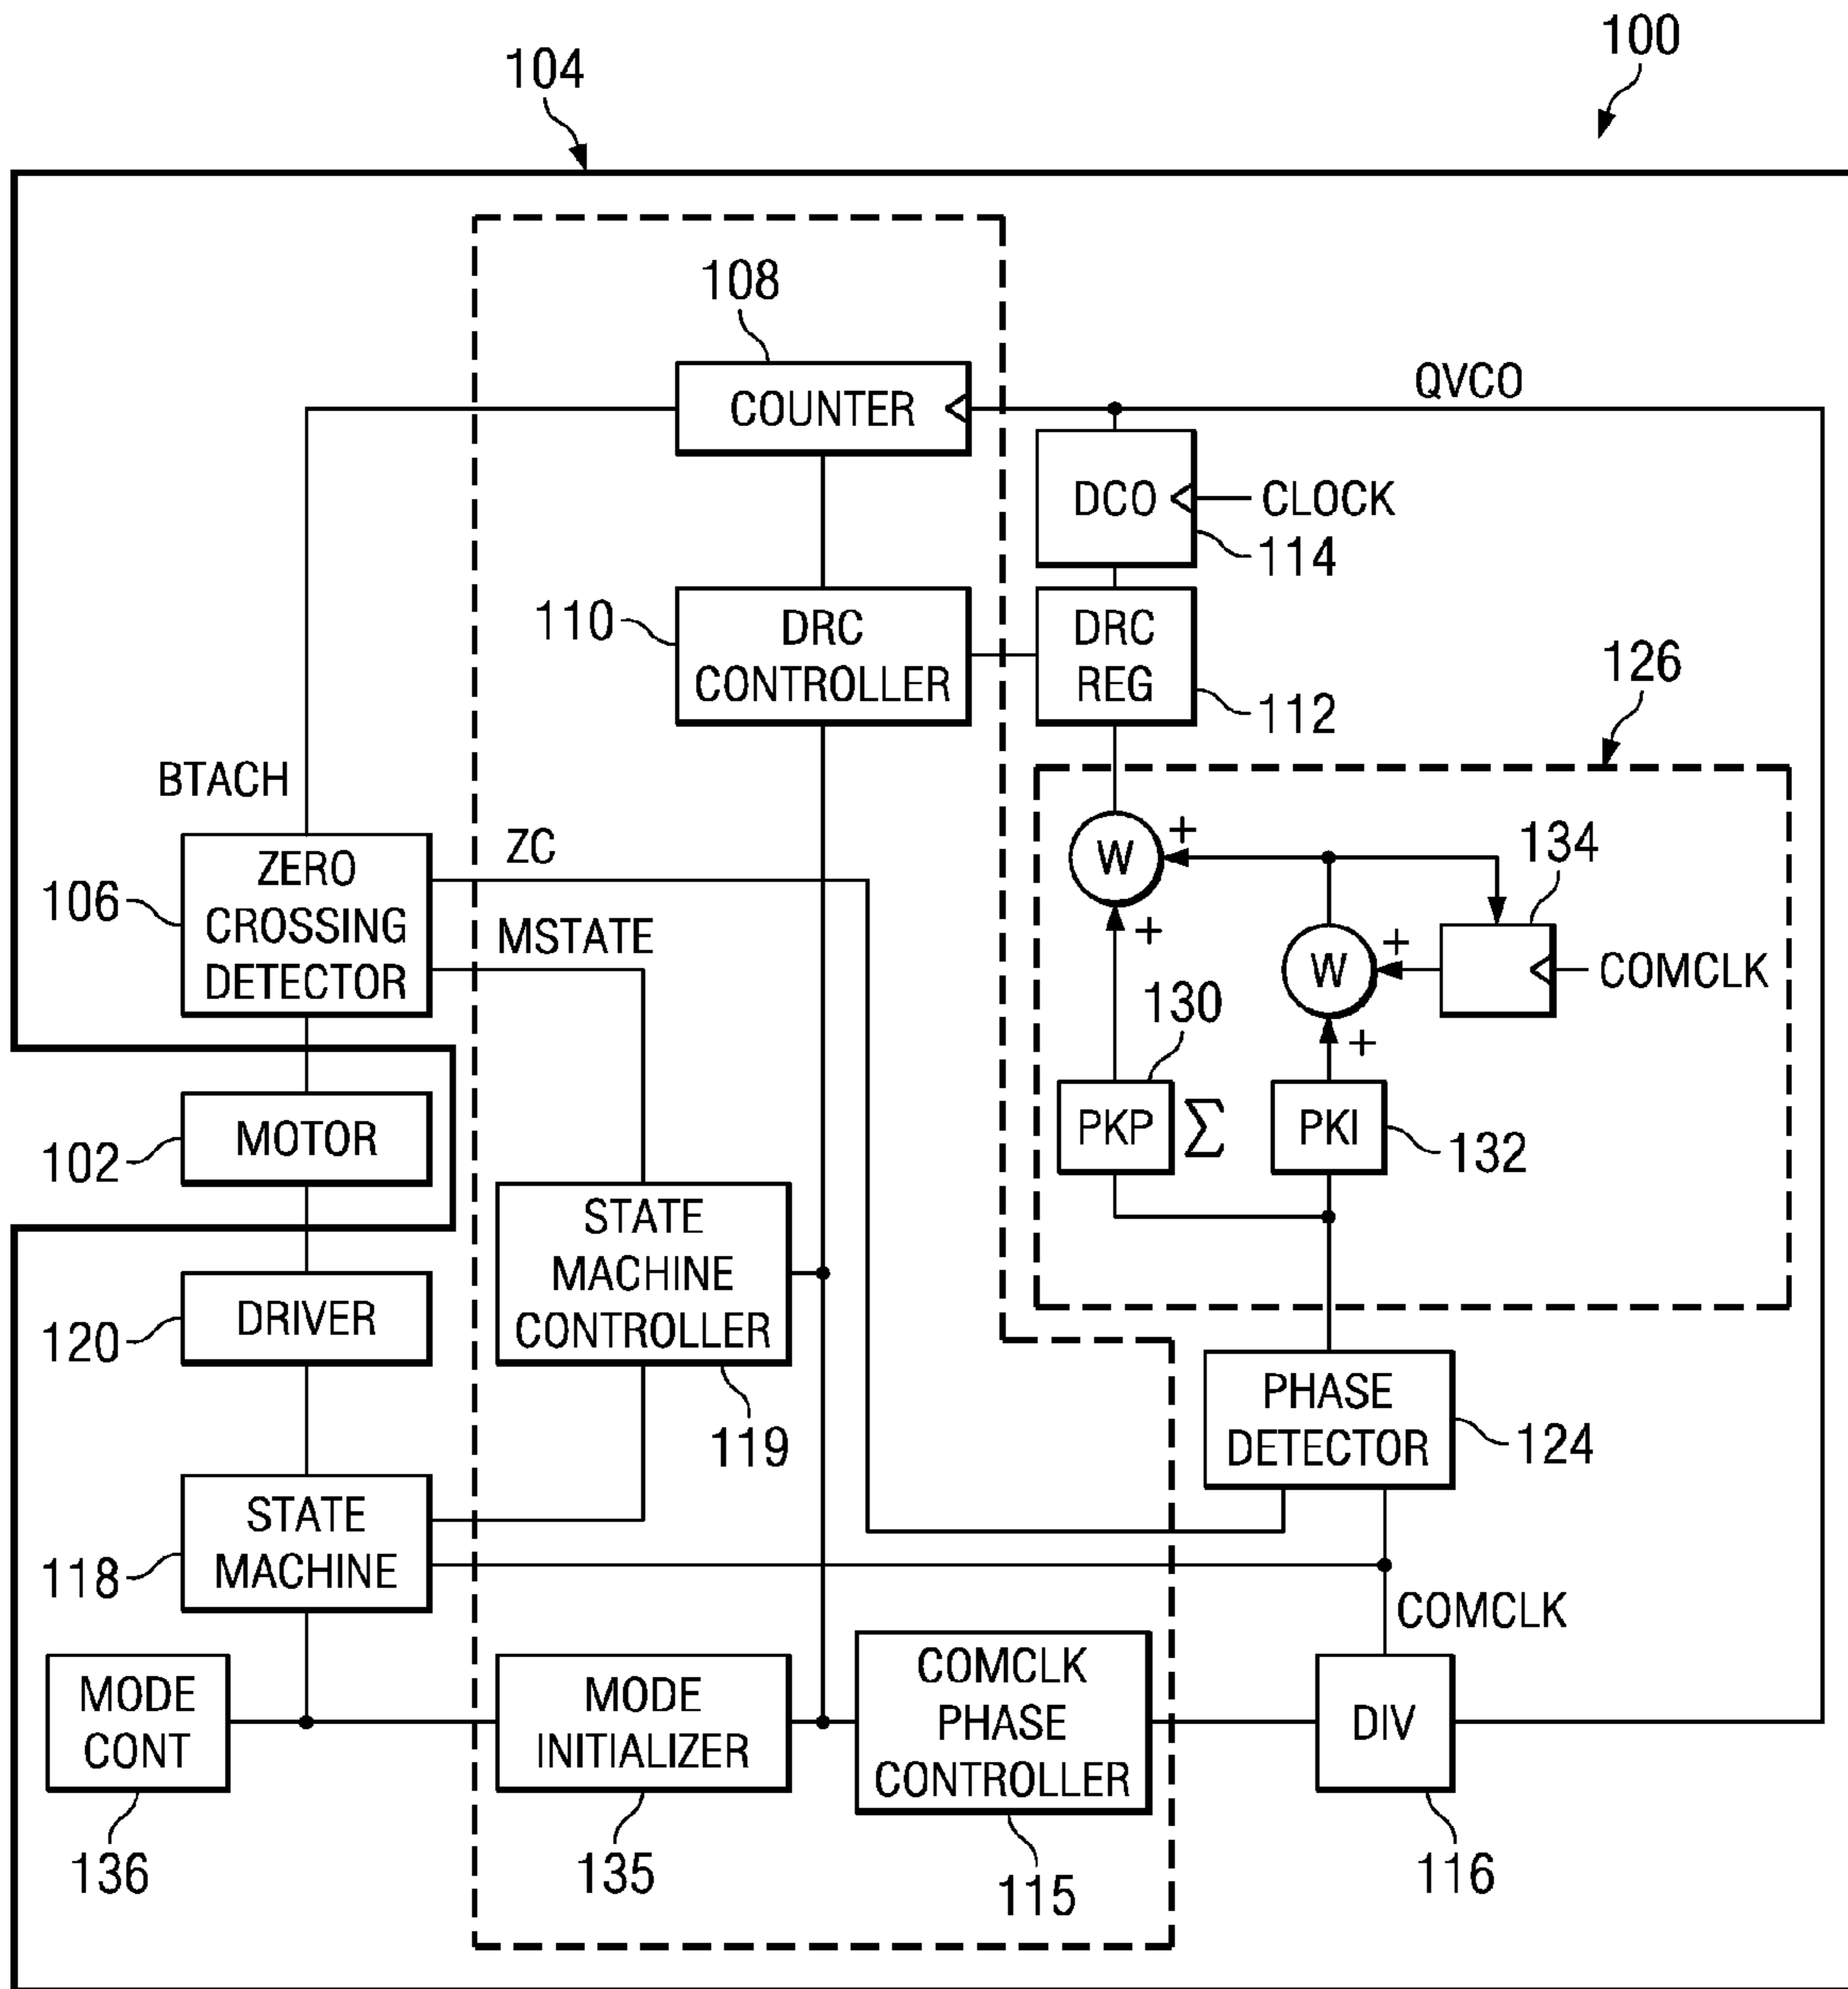 100
104
108
COUNTER
QVCO
DCO
CLOCK
114
110
DRC
CONTROLLER
DRC
REG
112
126
BTACH
ZC
MSTATE
106
ZERO
CROSSING
DETECTOR
W
+
+
134
W
+
+
COMCLK
130
PKP
Σ
PKI
132
102
MOTOR
STATE
MACHINE
CONTROLLER
119
120
DRIVER
PHASE
DETECTOR
124
118
STATE
MACHINE
COMCLK
MODE
CONT
136
MODE
INITIALIZER
135
COMCLK
PHASE
CONTROLLER
115
DIV
116